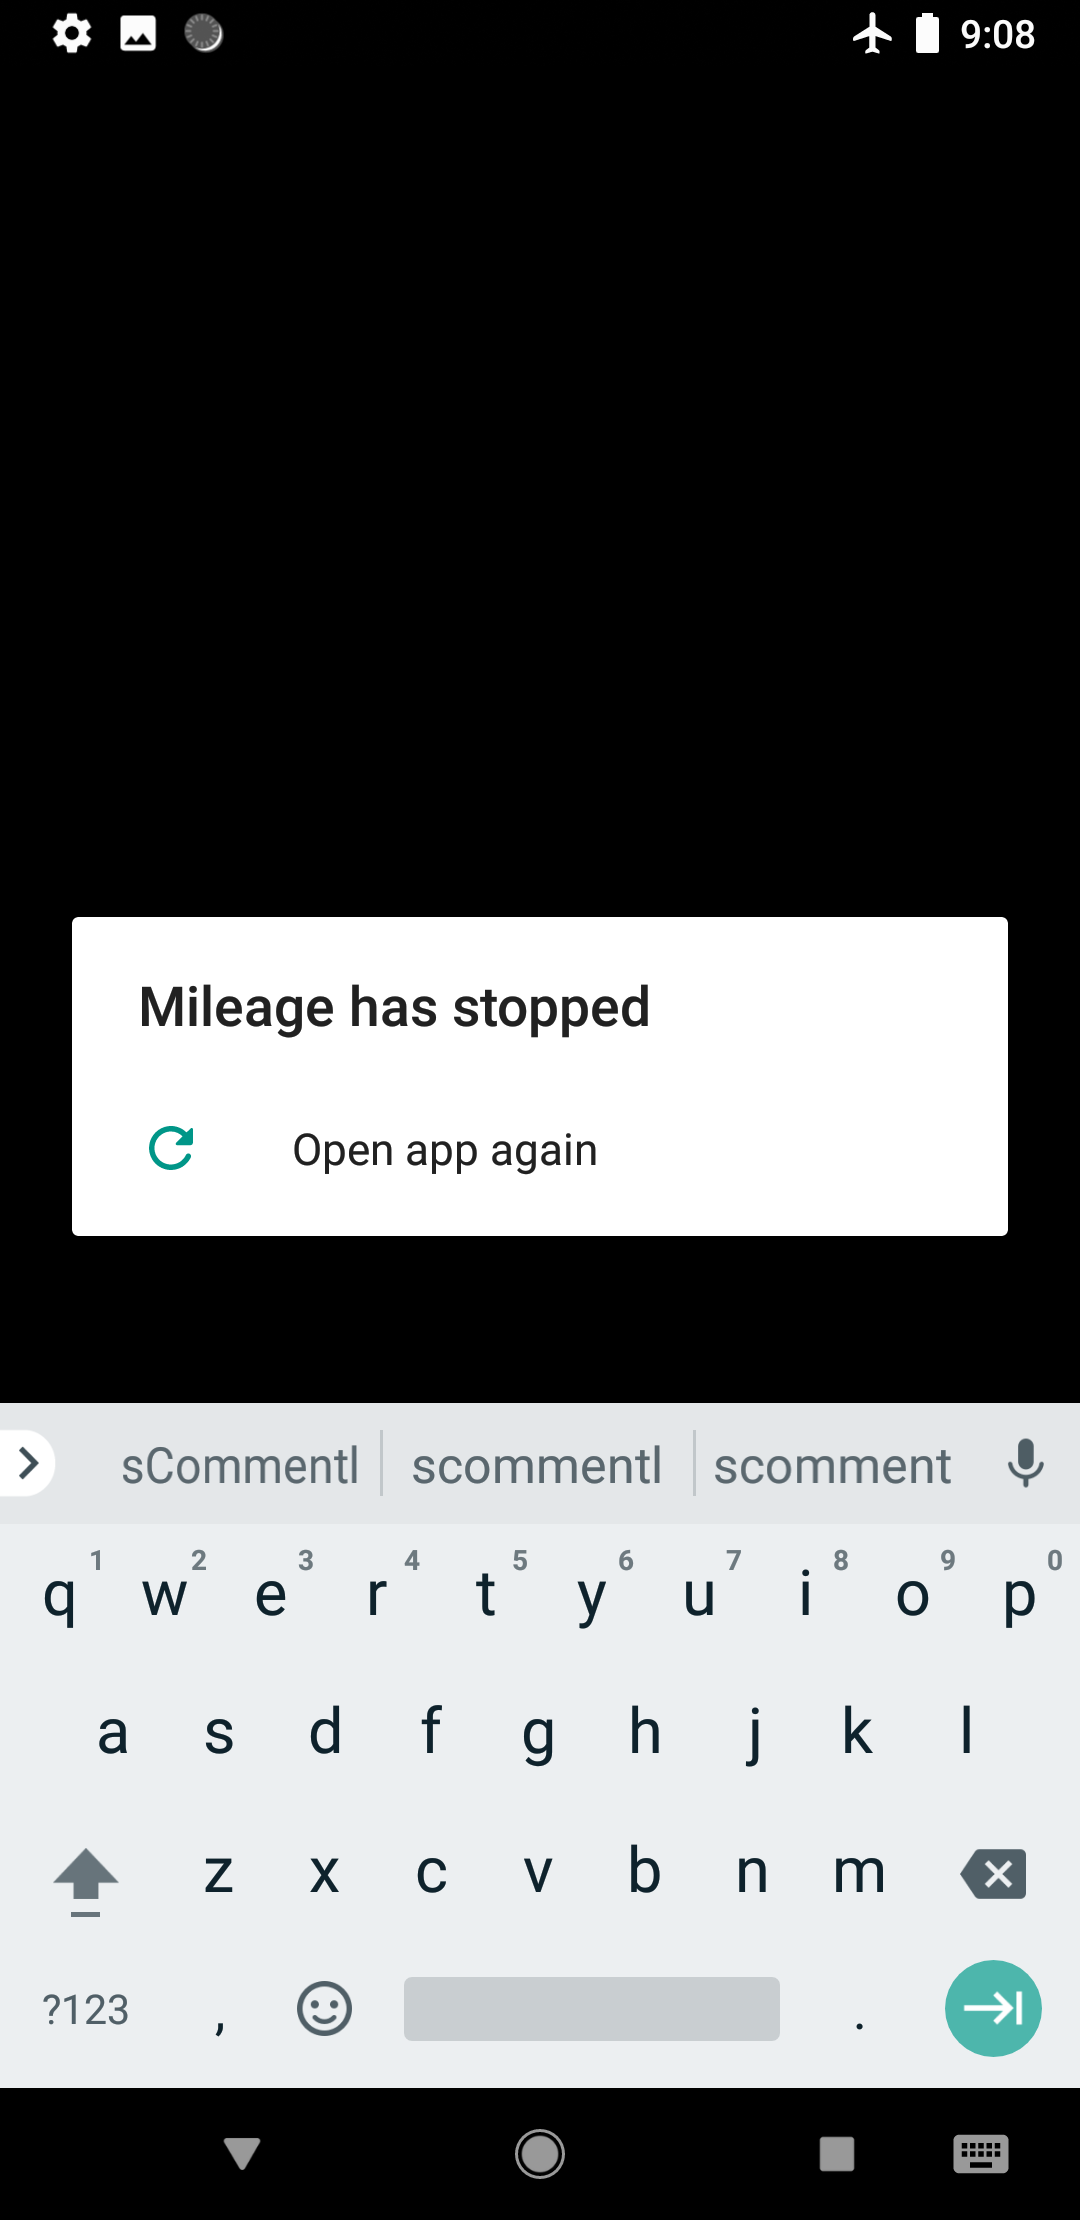 9:08
Mileage has stopped
Open app again
sCommentl scommentl scomment
q 1 w 2 e 3 r 4 t 5 y 6 u 7 i 8 o 9 p 0
a s d f g h j k l
z x c v b n m
?123 , .